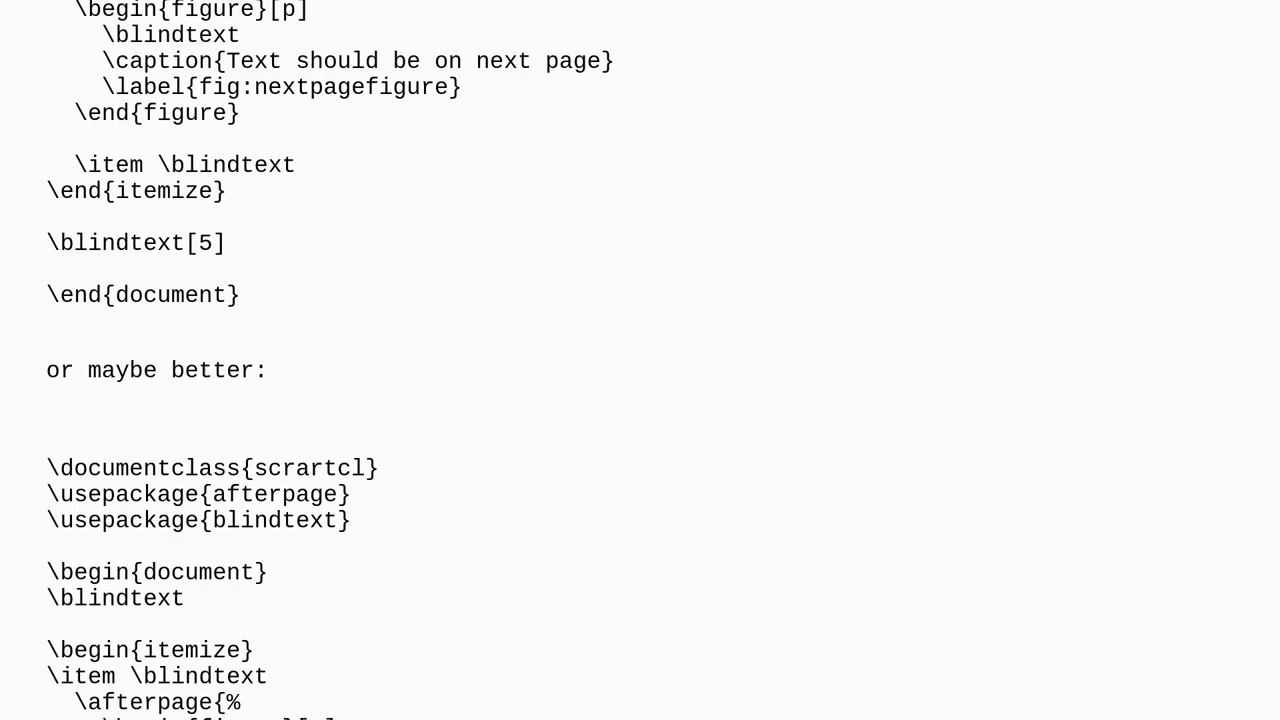 \begin{figure}[p]
\blindtext
\caption{Text should be on next page}
\label{fig:nextpagefigure}
\end{figure}
\item \blindtext
\end{itemize}
\blindtext[5]
\end{document}
or maybe better:
\documentclass{scrartcl}
\usepackage{afterpage}
\usepackage{blindtext}
\begin{document}
\blindtext
\begin{itemize}
\item \blindtext
\afterpage{%